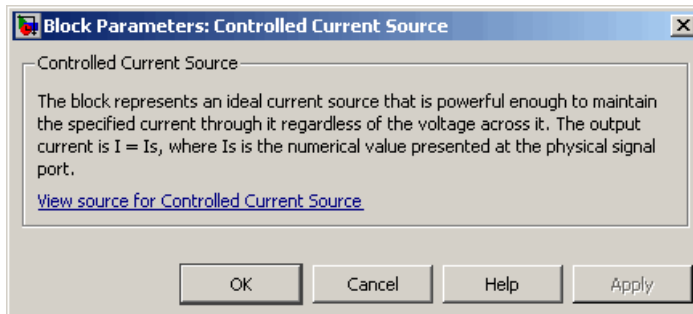 Block Parameters: Controlled Current Source
Controlled Current Source
The block represents an ideal current source that is powerful enough to maintain
the specified current through it regardless of the voltage across it. The output
current is I = Is, where Is is the numerical value presented at the physical signal
port.
View source for Controlled Current Source
OK Cancel Help Apply